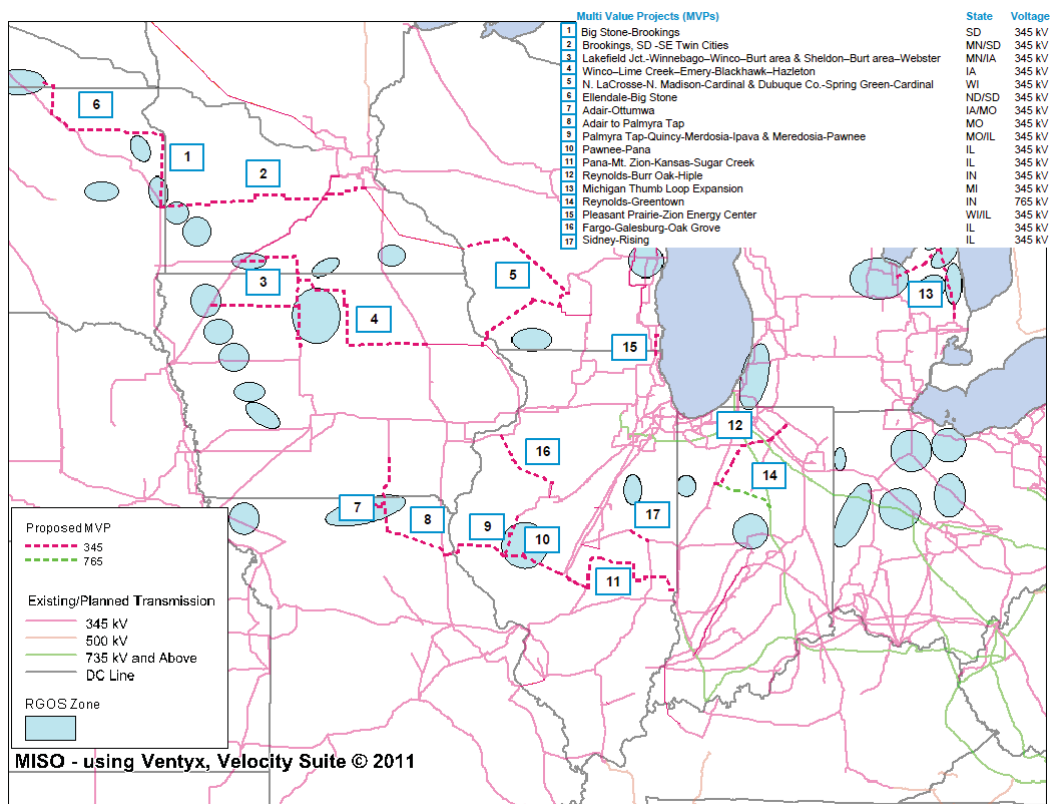 Multi Value Projects (MVPs) State Voltage
1 Big Stone-Brookings SD 345 kV
2 Brookings, SD -SE Twin Cities MN/SD 345 kV
3 Lakefield Jct.-Winnebago–Winco–Burt area & Sheldon–Burt area–Webster MN/IA 345 kV
4 Winco–Lime Creek–Emery-Blackhawk–Hazleton IA 345 kV
5 N. LaCrosse-N. Madison-Cardinal & Dubuque Co.-Spring Green-Cardinal WI 345 kV
6 Ellendale-Big Stone ND/SD 345 kV
7 Adair-Ottumwa IA/MO 345 kV
8 Adair to Palmyra Tap MO 345 kV
9 Palmyra Tap-Quincy-Merdosia-Ipava & Meredosia-Pawnee MO/IL 345 kV
10 Pawnee-Pana IL 345 kV
11 Pana-Mt. Zion-Kansas-Sugar Creek IL 345 kV
12 Reynolds-Burr Oak-Hiple IN 345 kV
13 Michigan Thumb Loop Expansion MI 345 kV
14 Reynolds-Greentown IN 765 kV
15 Pleasant Prairie-Zion Energy Center WI/IL 345 kV
16 Fargo-Galesburg-Oak Grove IL 345 kV
17 Sidney-Rising IL 345 kV
6
1
2
3
5
13
4
15
12
16
14
7
8
9
10
17
11
Proposed MVP
345
765
Existing/Planned Transmission
345 kV
500 kV
735 kV and Above
DC Line
RGOS Zone
MISO - using Ventyx, Velocity Suite © 2011